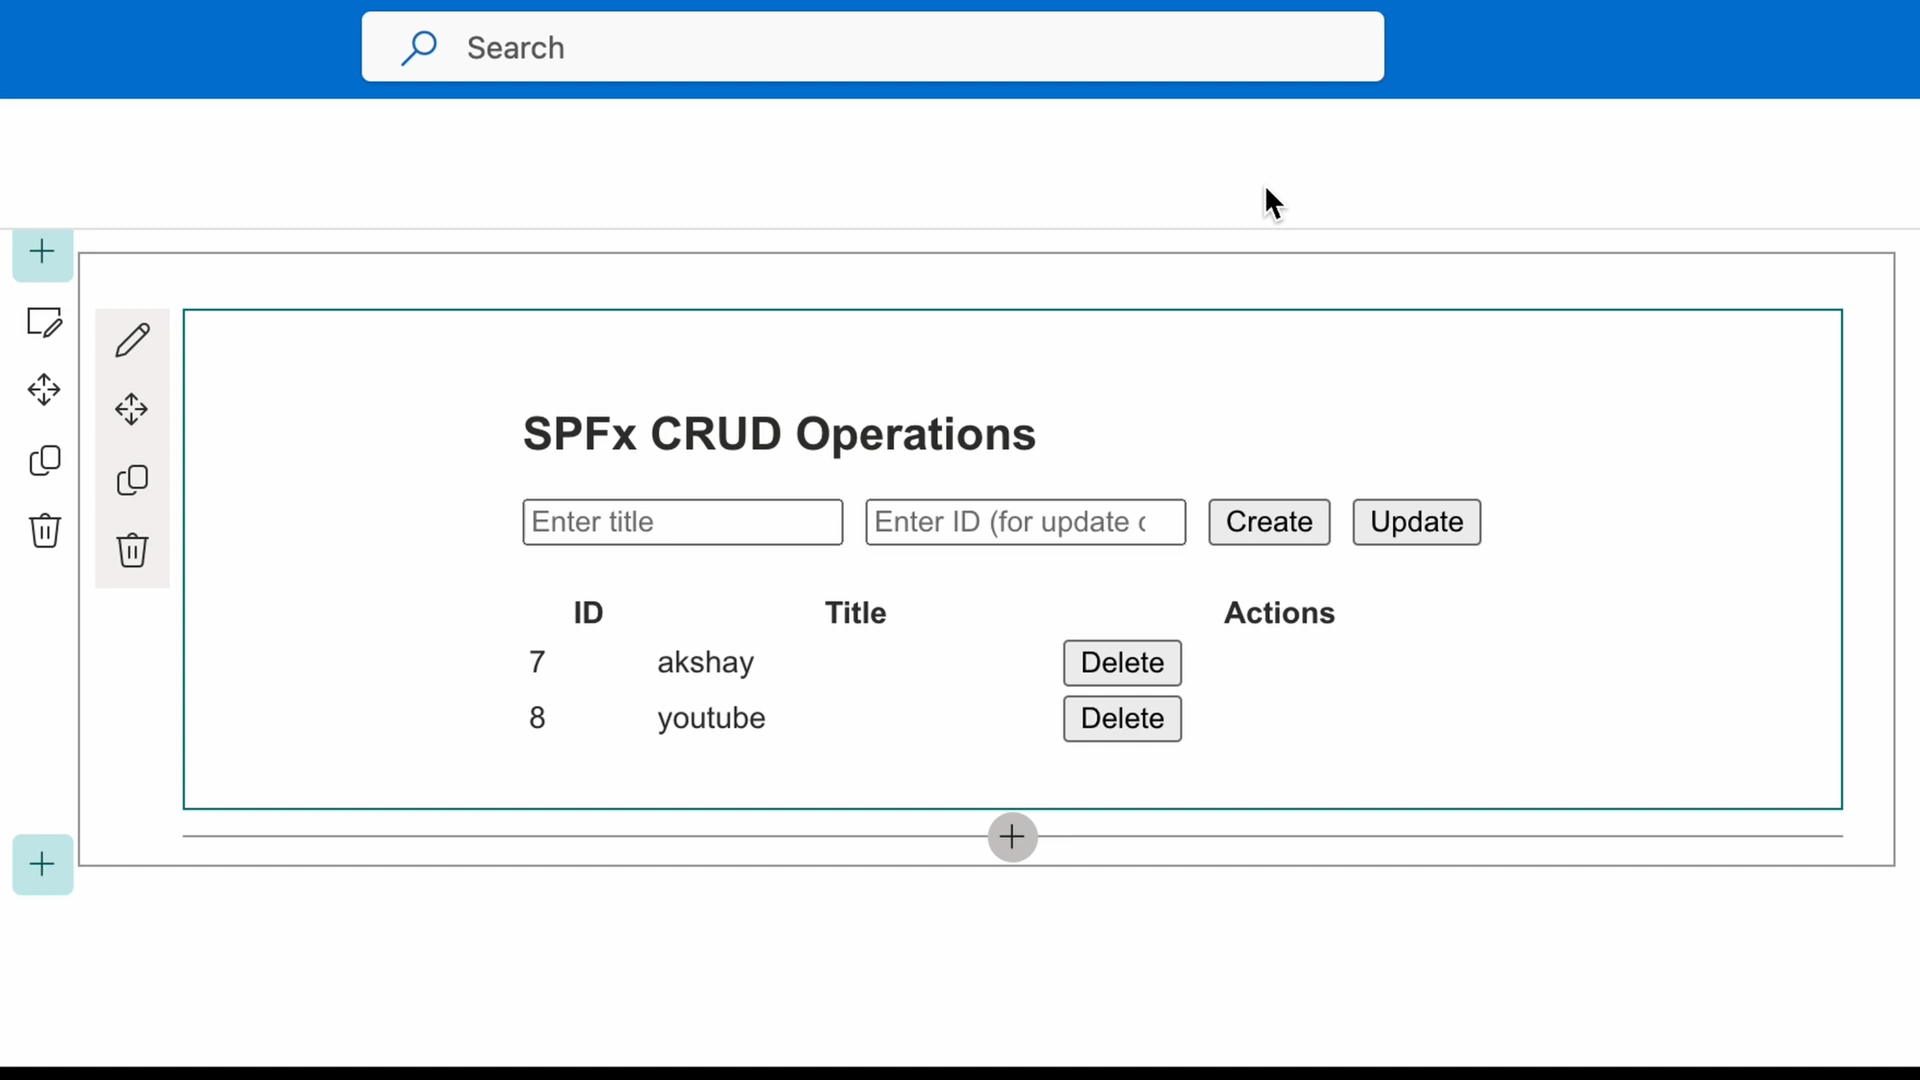 Search
SPFx CRUD Operations
Enter title Enter ID (for update c Create Update
ID Title Actions
7 akshay Delete
8 youtube Delete